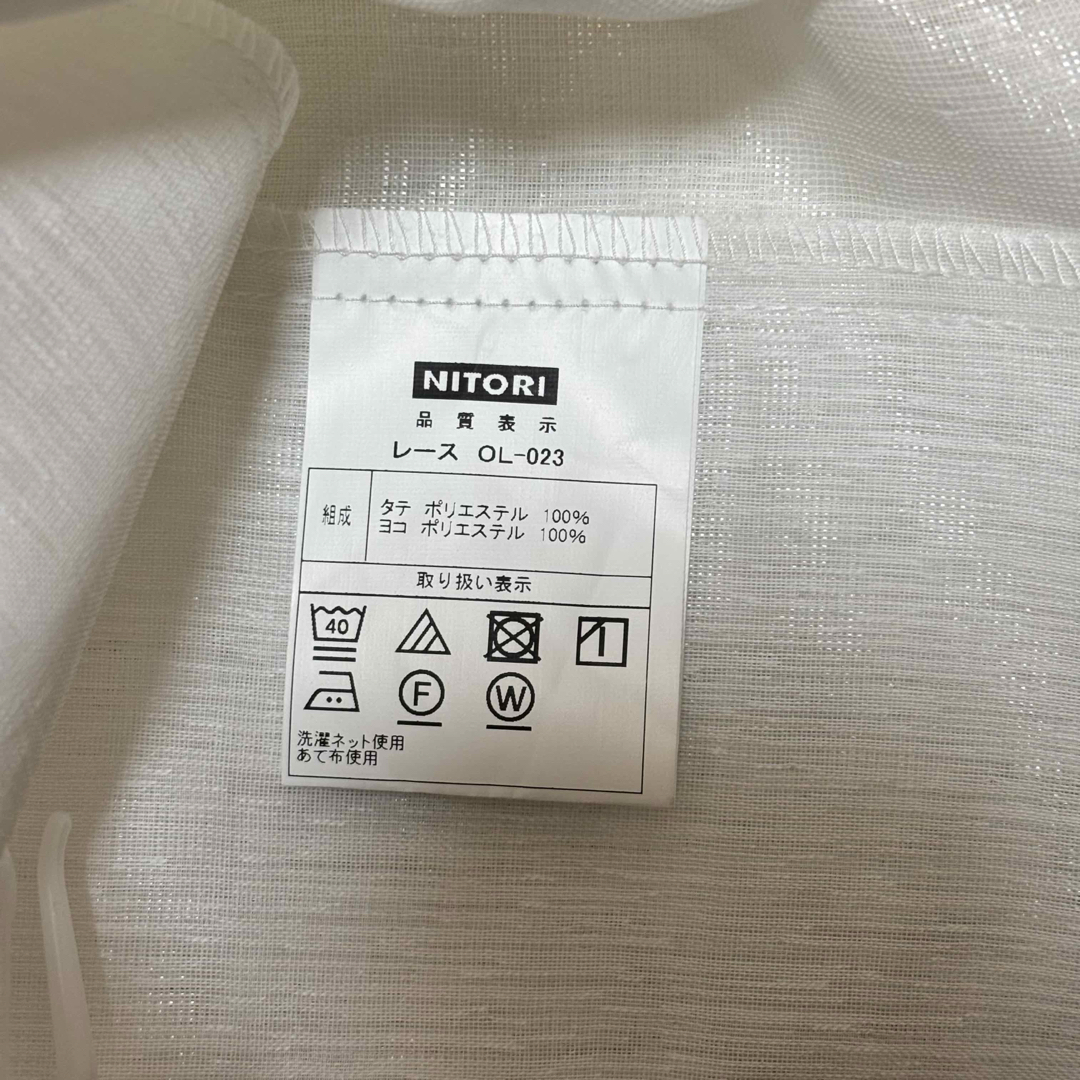 NITORI
品質表示
レース OL-023
組成
タテ ポリエステル 100%
ヨコ ポリエステル 100%
取り扱い表示
40
F
W
洗濯ネット使用
あて布使用